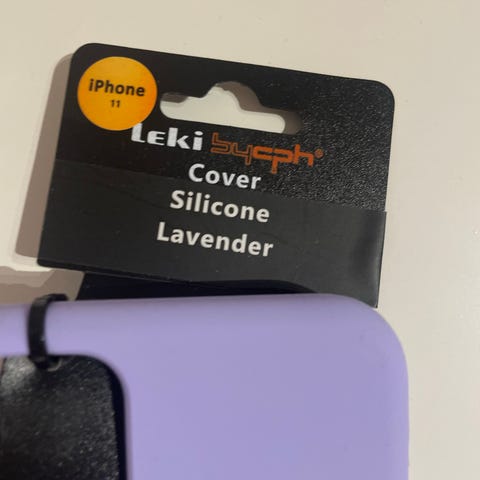 iPhone
11
Leki bycph®
Cover
Silicone
Lavender